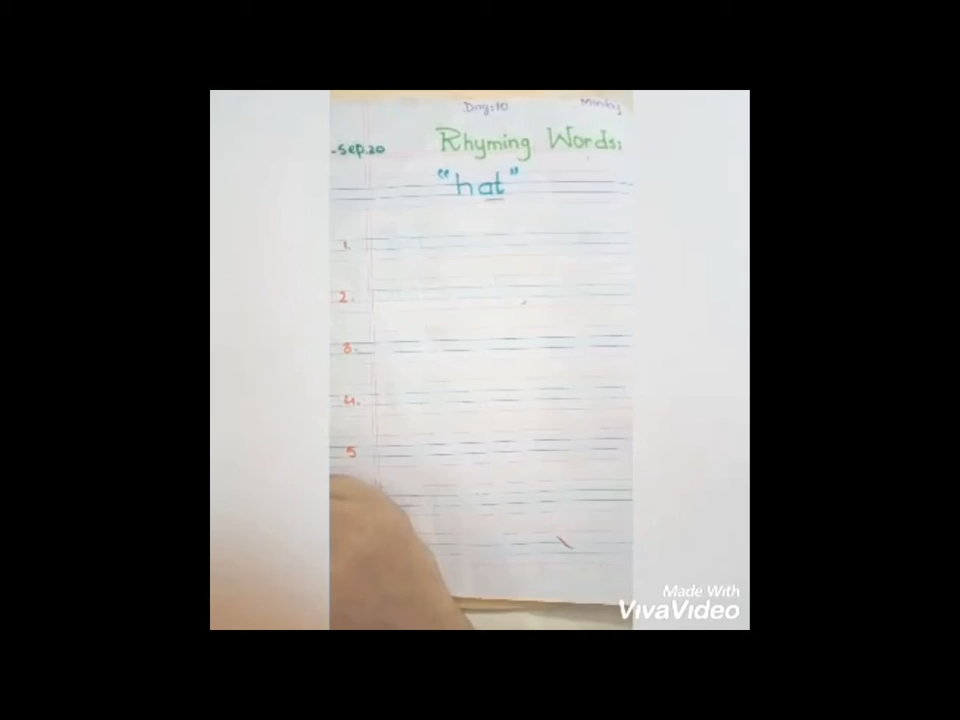 Day:10 Monday
-Sep.20 Rhyming Words:
"hat"
1.
2.
3.
4.
5
Made With
VivaVideo